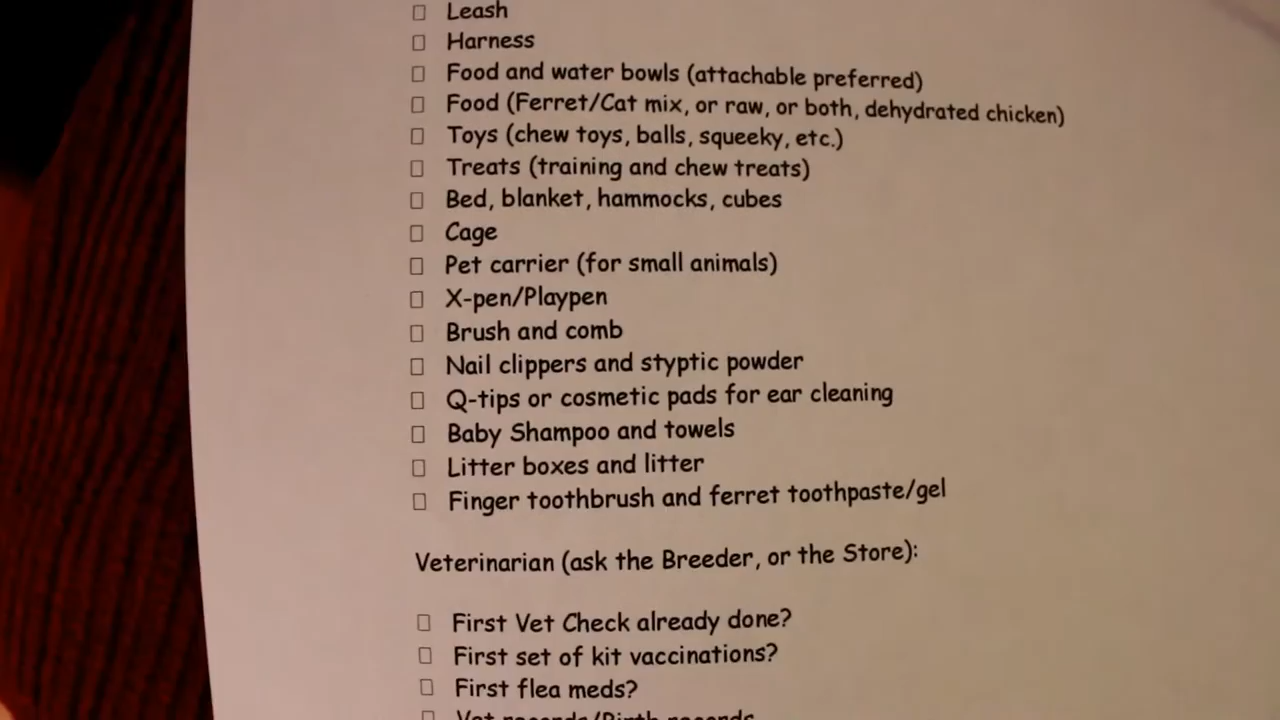 Leash
Harness
Food and water bowls (attachable preferred)
Food (Ferret/Cat mix, or raw, or both, dehydrated chicken)
Toys (chew toys, balls, squeeky, etc.)
Treats (training and chew treats)
Bed, blanket, hammocks, cubes
Cage
Pet carrier (for small animals)
X-pen/Playpen
Brush and comb
Nail clippers and styptic powder
Q-tips or cosmetic pads for ear cleaning
Baby Shampoo and towels
Litter boxes and litter
Finger toothbrush and ferret toothpaste/gel
Veterinarian (ask the Breeder, or the Store):
First Vet Check already done?
First set of kit vaccinations?
First flea meds?
Vet records/Birth records